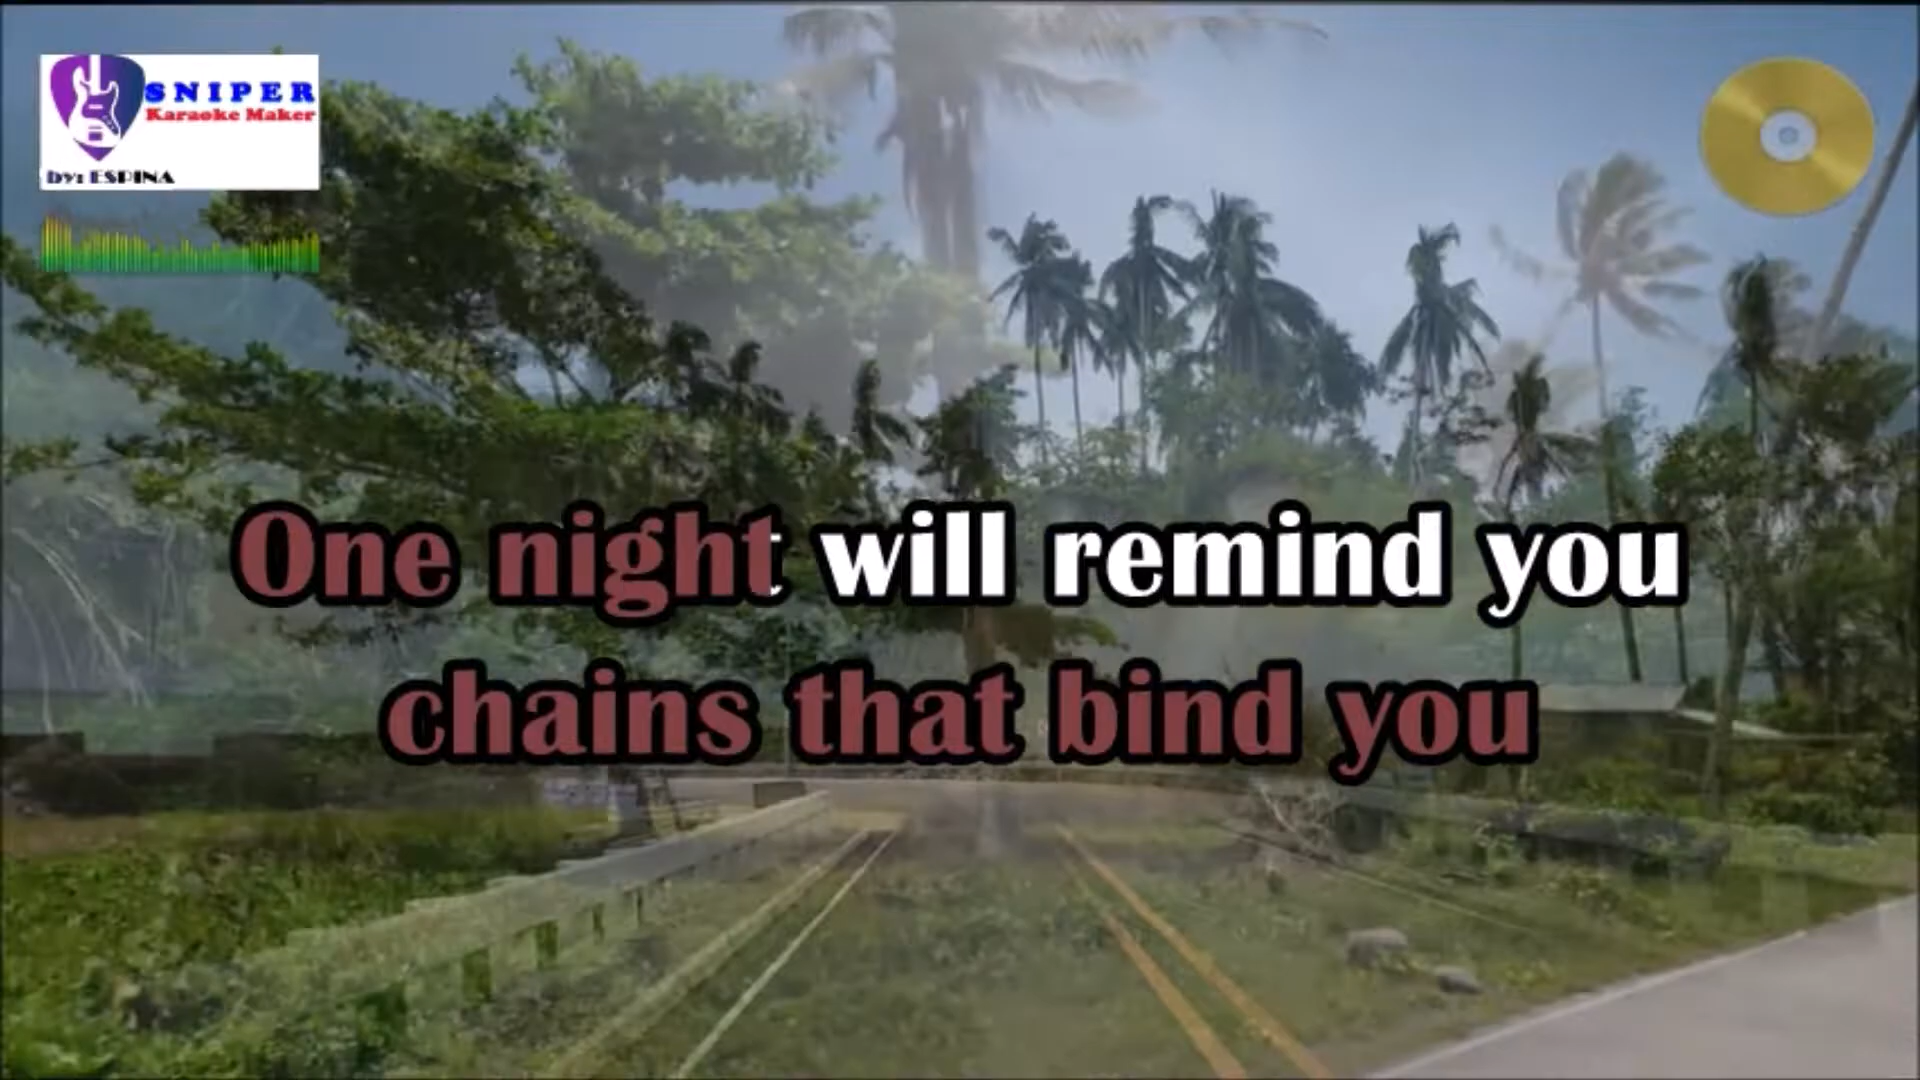 SNIPER
Karaoke Maker
by: ESPINA
One night will remind you
chains that bind you